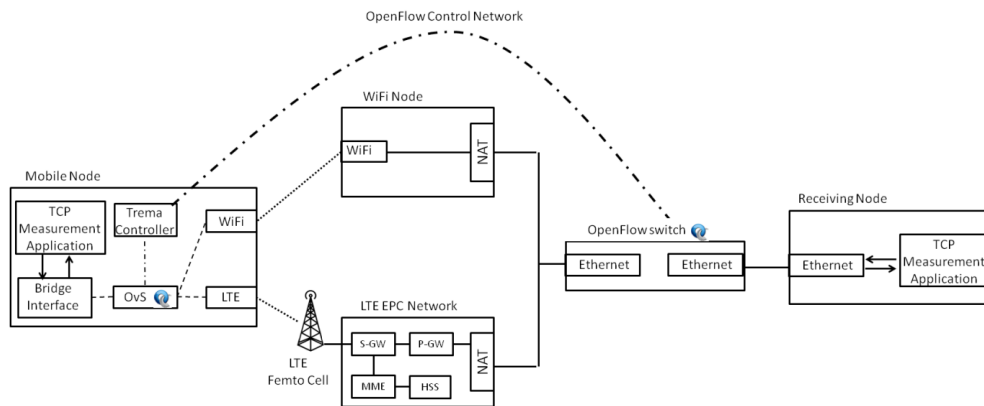 OpenFlow Control Network
WiFi Node
WiFi
NAT
Mobile Node
TCP
Measurement
Application
Trema
Controller
WiFi
Bridge
Interface
OvS
LTE
LTE
Femto Cell
LTE EPC Network
S-GW
P-GW
MME
HSS
NAT
OpenFlow switch
Ethernet
Ethernet
Receiving Node
Ethernet
TCP
Measurement
Application